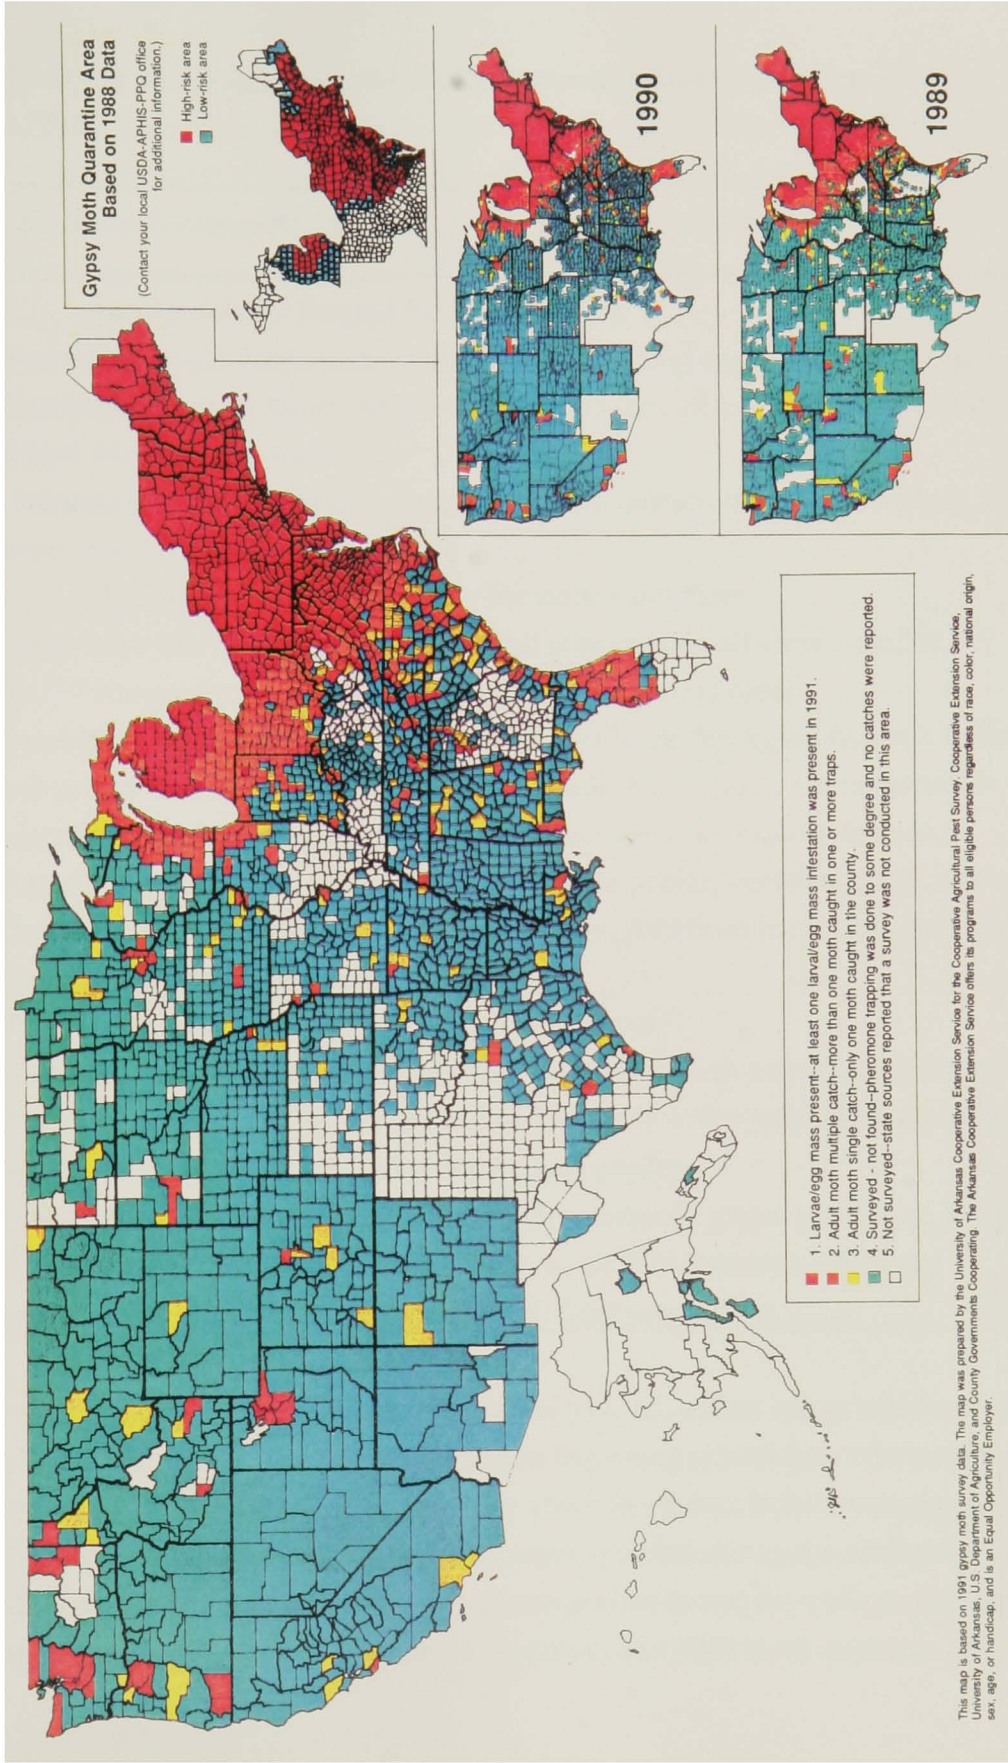 Gypsy Moth Quarantine Area
Based on 1988 Data
(Contact your local USDA-APHIS-PPQ office
for additional information.)
High-risk area
Low-risk area
1990
1989
1. Larvae/egg mass present--at least one larval/egg mass infestation was present in 1991.
2. Adult moth multiple catch--more than one moth caught in one or more traps.
3. Adult moth single catch--only one moth caught in the county.
4. Surveyed - not found--pheromone trapping was done to some degree and no catches were reported.
5. Not surveyed--state sources reported that a survey was not conducted in this area.
This map is based on 1991 gypsy moth survey data. The map was prepared by the University of Arkansas Cooperative Extension Service for the Cooperative Agricultural Pest Survey. Cooperative Extension Service,
University of Arkansas, U.S. Department of Agriculture, and County Governments Cooperating. The Arkansas Cooperative Extension Service offers its programs to all eligible persons regardless of race, color, national origin,
sex, age, or handicap, and is an Equal Opportunity Employer.